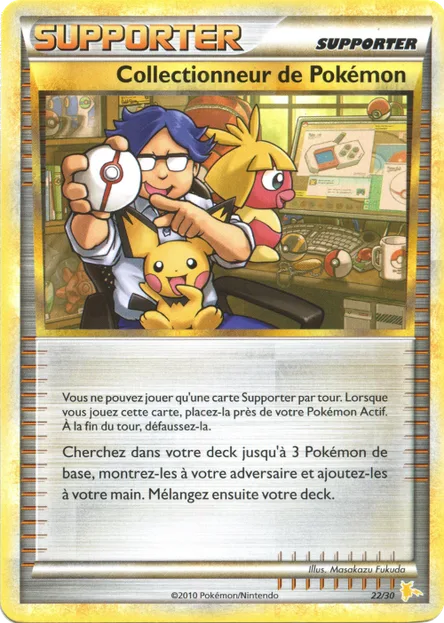 SUPPORTER
SUPPORTER
Collectionneur de Pokémon
Vous ne pouvez jouer qu'une carte Supporter par tour. Lorsque
vous jouez cette carte, placez-la près de votre Pokémon Actif.
À la fin du tour, défaussez-la.
Cherchez dans votre deck jusqu'à 3 Pokémon de
base, montrez-les à votre adversaire et ajoutez-les
à votre main. Mélangez ensuite votre deck.
Illus. Masakazu Fukuda
©2010 Pokémon/Nintendo
22/30